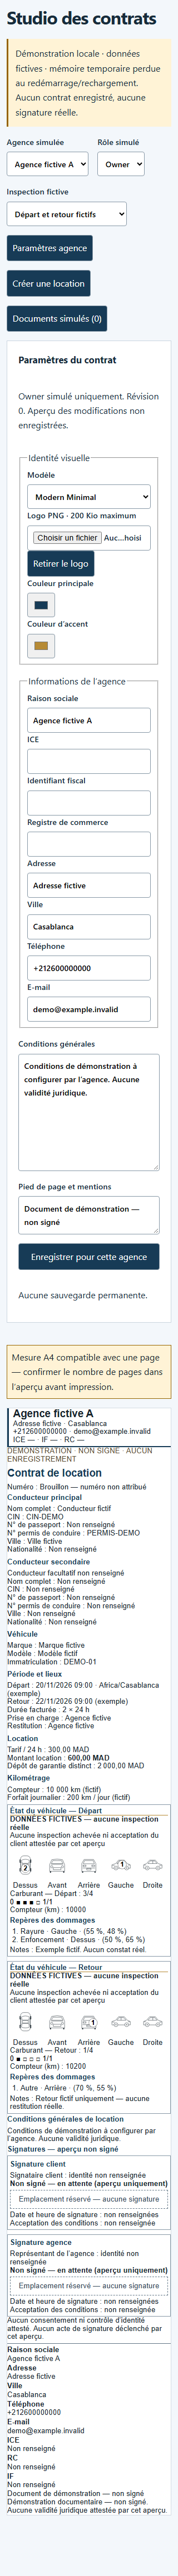 Studio des contrats
Démonstration locale · données
fictives · mémoire temporaire perdue
au redémarrage/rechargement.
Aucun contrat enregistré, aucune
signature réelle.
Agence simulée
Rôle simulé
Agence fictive A
Owner
Inspection fictive
Départ et retour fictifs
Paramètres agence
Créer une location
Documents simulés (0)
Paramètres du contrat
Owner simulé uniquement. Révision
0. Aperçu des modifications non
enregistrées.
Identité visuelle
Modèle
Modern Minimal
Logo PNG · 200 Kio maximum
Choisir un fichier Auc...hoisi
Retirer le logo
Couleur principale
Couleur d'accent
Informations de l'agence
Raison sociale
Agence fictive A
ICE
Identifiant fiscal
Registre de commerce
Adresse
Adresse fictive
Ville
Casablanca
Téléphone
+212600000000
E-mail
demo@example.invalid
Conditions générales
Conditions de démonstration à
configurer par l'agence. Aucune
validité juridique.
Pied de page et mentions
Document de démonstration —
non signé
Enregistrer pour cette agence
Aucune sauvegarde permanente.
Mesure A4 compatible avec une page
— confirmer le nombre de pages dans
l'aperçu avant impression.
Agence fictive A
Adresse fictive · Casablanca
+212600000000 · demo@example.invalid
ICE — · IF — · RC —
DÉMONSTRATION · NON SIGNÉ · AUCUN
ENREGISTREMENT
Contrat de location
Numéro : Brouillon — numéro non attribué
Conducteur principal
Nom complet : Conducteur fictif
CIN : CIN-DEMO
N° de passeport : Non renseigné
N° permis de conduire : PERMIS-DEMO
Ville : Ville fictive
Nationalité : Non renseigné
Conducteur secondaire
Conducteur facultatif non renseigné
Nom complet : Non renseigné
CIN : Non renseigné
N° de passeport : Non renseigné
N° permis de conduire : Non renseigné
Ville : Non renseigné
Nationalité : Non renseigné
Véhicule
Marque : Marque fictive
Modèle : Modèle fictif
Immatriculation : DEMO-01
Période et lieux
Départ : 20/11/2026 09:00 · Africa/Casablanca
(exemple)
Retour : 22/11/2026 09:00 (exemple)
Durée facturée : 2 × 24 h
Prise en charge : Agence fictive
Restitution : Agence fictive
Location
Tarif / 24 h : 300,00 MAD
Montant location : 600,00 MAD
Dépôt de garantie distinct : 2 000,00 MAD
Kilométrage
Compteur : 10 000 km (fictif)
Forfait journalier : 200 km / jour (fictif)
État du véhicule — Départ
DONNÉES FICTIVES — aucune inspection
réelle
Aucune inspection achevée ni acceptation du
client attestée par cet aperçu
2
1
Dessus Avant Arrière Gauche Droite
Carburant — Départ : 3/4
0 ■ ■ ■ □ 1/1
Compteur (km) : 10000
Repères des dommages
1. Rayure · Gauche · (55 %, 48 %)
2. Enfoncement · Dessus · (50 %, 65 %)
Notes : Exemple fictif. Aucun constat réel.
État du véhicule — Retour
DONNÉES FICTIVES — aucune inspection
réelle
Aucune inspection achevée ni acceptation du
client attestée par cet aperçu
1
Dessus Avant Arrière Gauche Droite
Carburant — Retour : 1/4
0 ■ □ □ □ 1/1
Compteur (km) : 10200
Repères des dommages
1. Autre · Arrière · (70 %, 55 %)
Notes : Retour fictif uniquement — aucune
restitution réelle.
Conditions générales de location
Conditions de démonstration à configurer par
l'agence. Aucune validité juridique.
Signatures — aperçu non signé
Signature client
Signataire client : identité non renseignée
Non signé — en attente (aperçu uniquement)
Emplacement réservé — aucune signature
Date et heure de signature : non renseignées
Acceptation des conditions : non renseignée
Signature agence
Représentant de l'agence : identité non
renseignée
Non signé — en attente (aperçu uniquement)
Emplacement réservé — aucune signature
Date et heure de signature : non renseignées
Acceptation des conditions : non renseignée
Aucun consentement ni contrôle d'identité
attesté. Aucun acte de signature déclenché par
cet aperçu.
Raison sociale
Agence fictive A
Adresse
Adresse fictive
Ville
Casablanca
Téléphone
+212600000000
E-mail
demo@example.invalid
ICE
Non renseigné
RC
Non renseigné
IF
Non renseigné
Document de démonstration — non signé
Démonstration documentaire — non signé.
Aucune validité juridique attestée par cet aperçu.